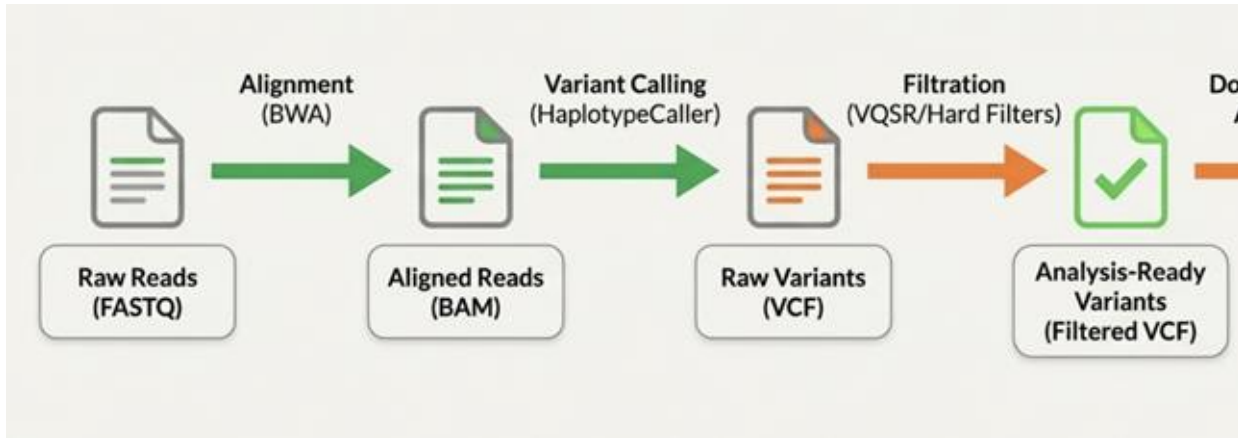 Alignment
(BWA)
Variant Calling
(HaplotypeCaller)
Filtration
(VQSR/Hard Filters)
Raw Reads
(FASTQ)
Aligned Reads
(BAM)
Raw Variants
(VCF)
Analysis-Ready
Variants
(Filtered VCF)